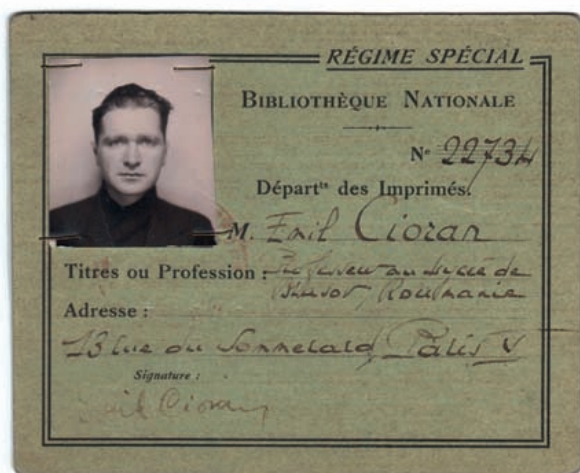 RÉGIME SPÉCIAL
BIBLIOTHÈQUE NATIONALE
No 22734
Départts des Imprimés.
M. Emil Cioran
Titres ou Profession : Professeur au Lycée de
Brasov, Roumanie
Adresse :
13 rue du Sommerard Paris V
Signature :
Emil Cioran